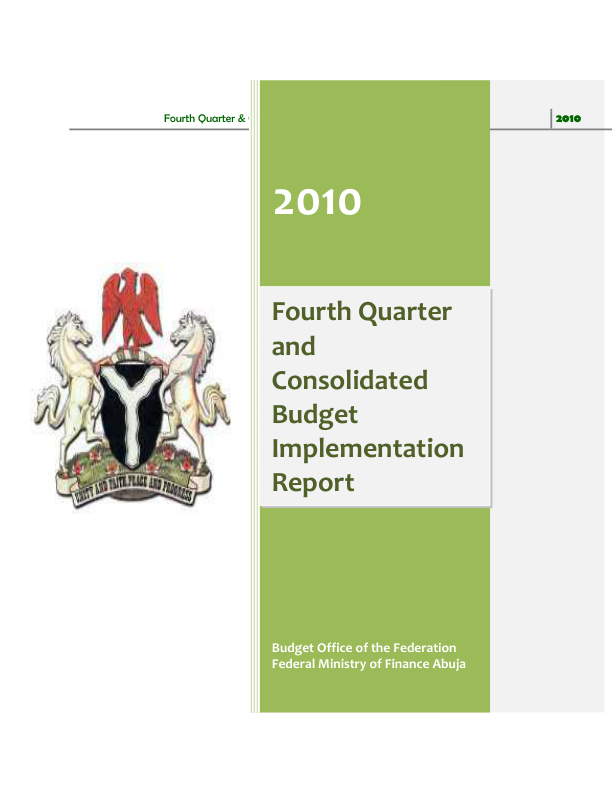 Fourth Quarter &
2010
2010
Fourth Quarter
and
Consolidated
Budget
Implementation
Report
UNITY AND FAITH, PEACE AND PROGRESS
Budget Office of the Federation
Federal Ministry of Finance Abuja